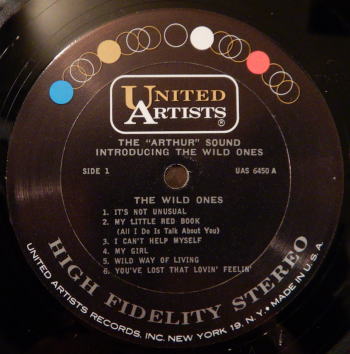 UNITED
ARTISTS®
THE "ARTHUR" SOUND
INTRODUCING THE WILD ONES
SIDE 1
UAS 6450 A
THE WILD ONES
1. IT'S NOT UNUSUAL
2. MY LITTLE RED BOOK
(All I Do Is Talk About You)
3. I CAN'T HELP MYSELF
4. MY GIRL
5. WILD WAY OF LIVING
6. YOU'VE LOST THAT LOVIN' FEELIN'
HIGH FIDELITY STEREO
UNITED ARTISTS RECORDS, INC. NEW YORK 19, N.Y. • MADE IN U.S.A.